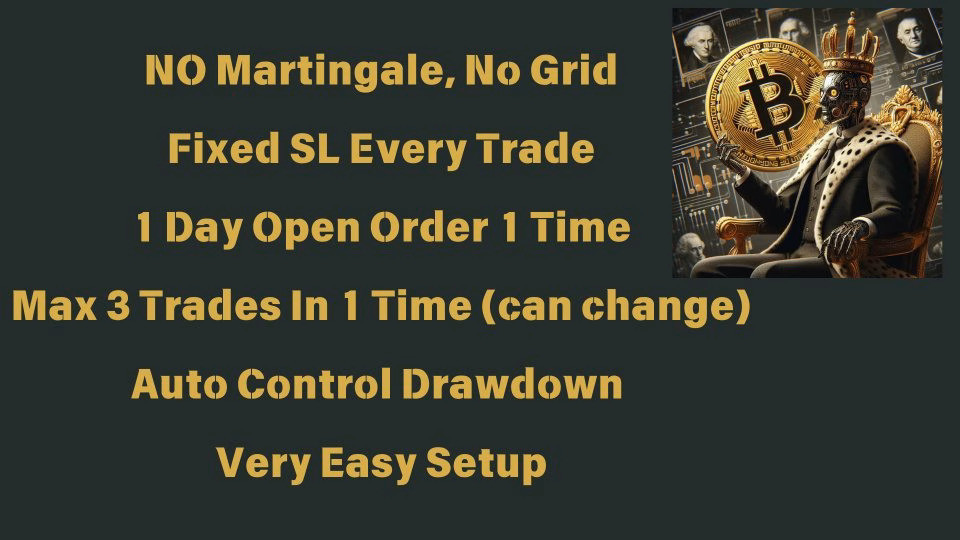 NO Martingale, No Grid
Fixed SL Every Trade
1 Day Open Order 1 Time
Max 3 Trades In 1 Time (can change)
Auto Control Drawdown
Very Easy Setup